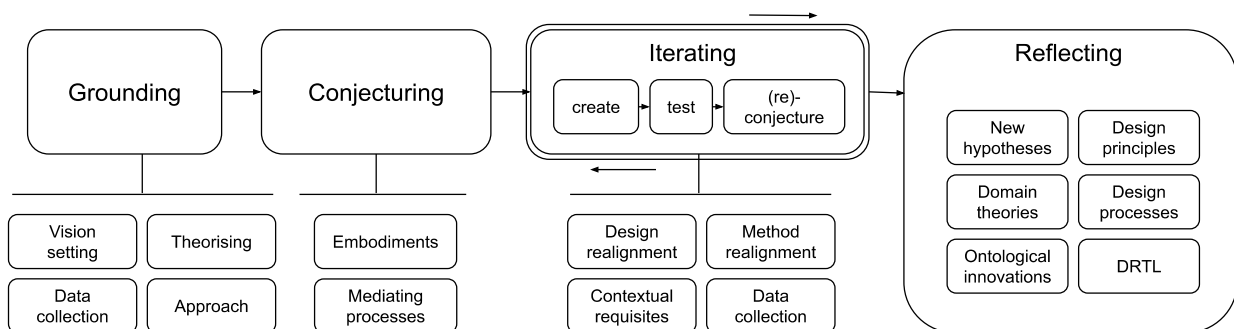 Grounding
Vision
setting
Theorising
Data
collection
Approach
Conjecturing
Embodiments
Mediating
processes
Iterating
create
test
(re)-
conjecture
Design
realignment
Method
realignment
Contextual
requisites
Data
collection
Reflecting
New
hypotheses
Design
principles
Domain
theories
Design
processes
Ontological
innovations
DRTL